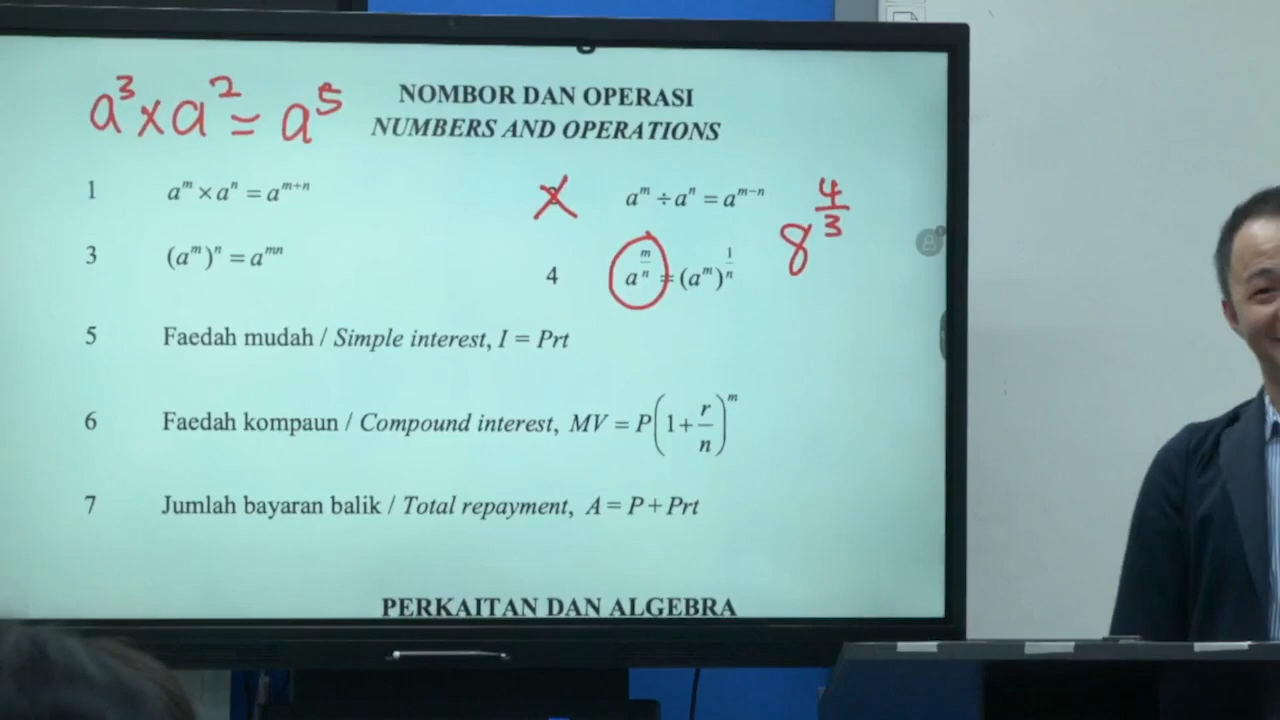 a³ × a² = a⁵
NOMBOR DAN OPERASI
NUMBERS AND OPERATIONS
1 aᵐ × aⁿ = aᵐ⁺ⁿ
aᵐ ÷ aⁿ = aᵐ⁻ⁿ
8^(4/3)
3 (aᵐ)ⁿ = aᵐⁿ
4 a^(m/n) = (aᵐ)^(1/n)
5 Faedah mudah / Simple interest, I = Prt
6 Faedah kompaun / Compound interest, MV = P(1 + r/n)ᵐ
7 Jumlah bayaran balik / Total repayment, A = P + Prt
PERKAITAN DAN ALGEBRA